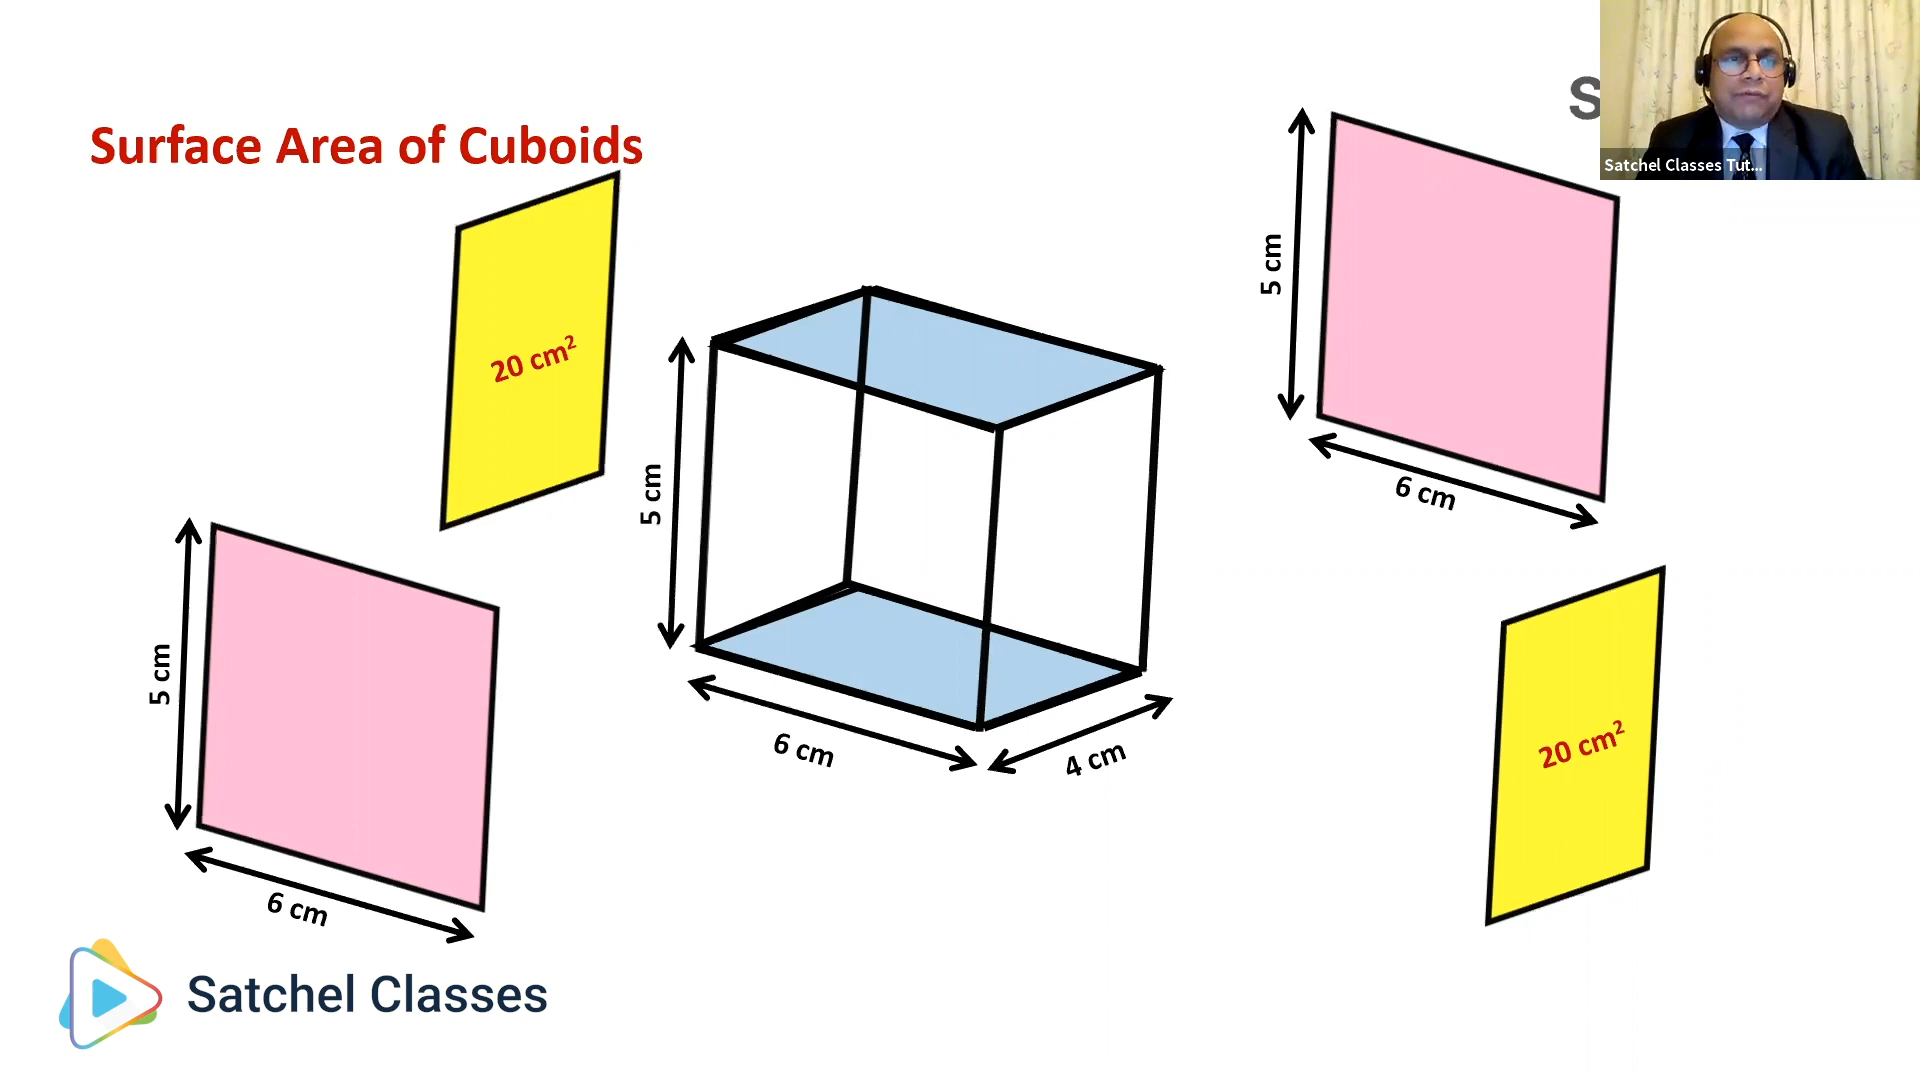 Surface Area of Cuboids
S
Satchel Classes Tut...
20 cm²
5 cm
6 cm
5 cm
6 cm
4 cm
5 cm
6 cm
20 cm²
Satchel Classes